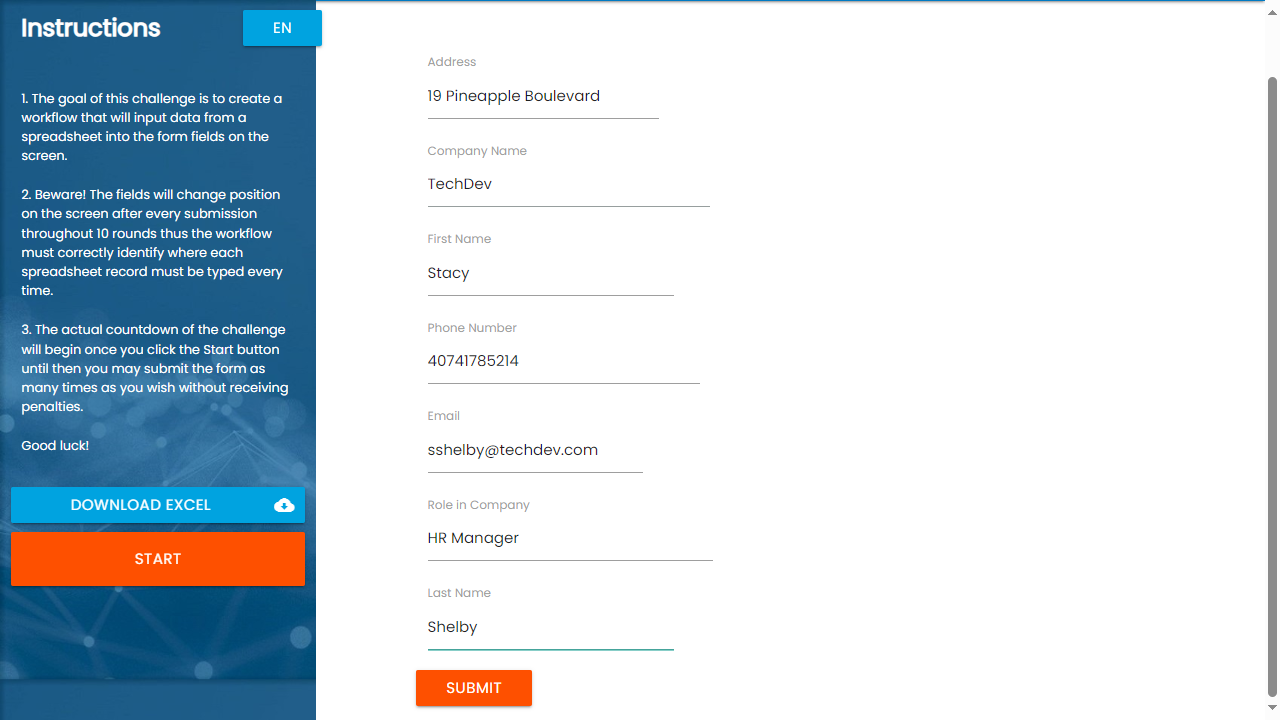 Instructions
EN
1. The goal of this challenge is to create a
workflow that will input data from a
spreadsheet into the form fields on the
screen.
2. Beware! The fields will change position
on the screen after every submission
throughout 10 rounds thus the workflow
must correctly identify where each
spreadsheet record must be typed every
time.
3. The actual countdown of the challenge
will begin once you click the Start button
until then you may submit the form as
many times as you wish without receiving
penalties.
Good luck!
DOWNLOAD EXCEL
START
Address
19 Pineapple Boulevard
Company Name
TechDev
First Name
Stacy
Phone Number
40741785214
Email
sshelby@techdev.com
Role in Company
HR Manager
Last Name
Shelby
SUBMIT